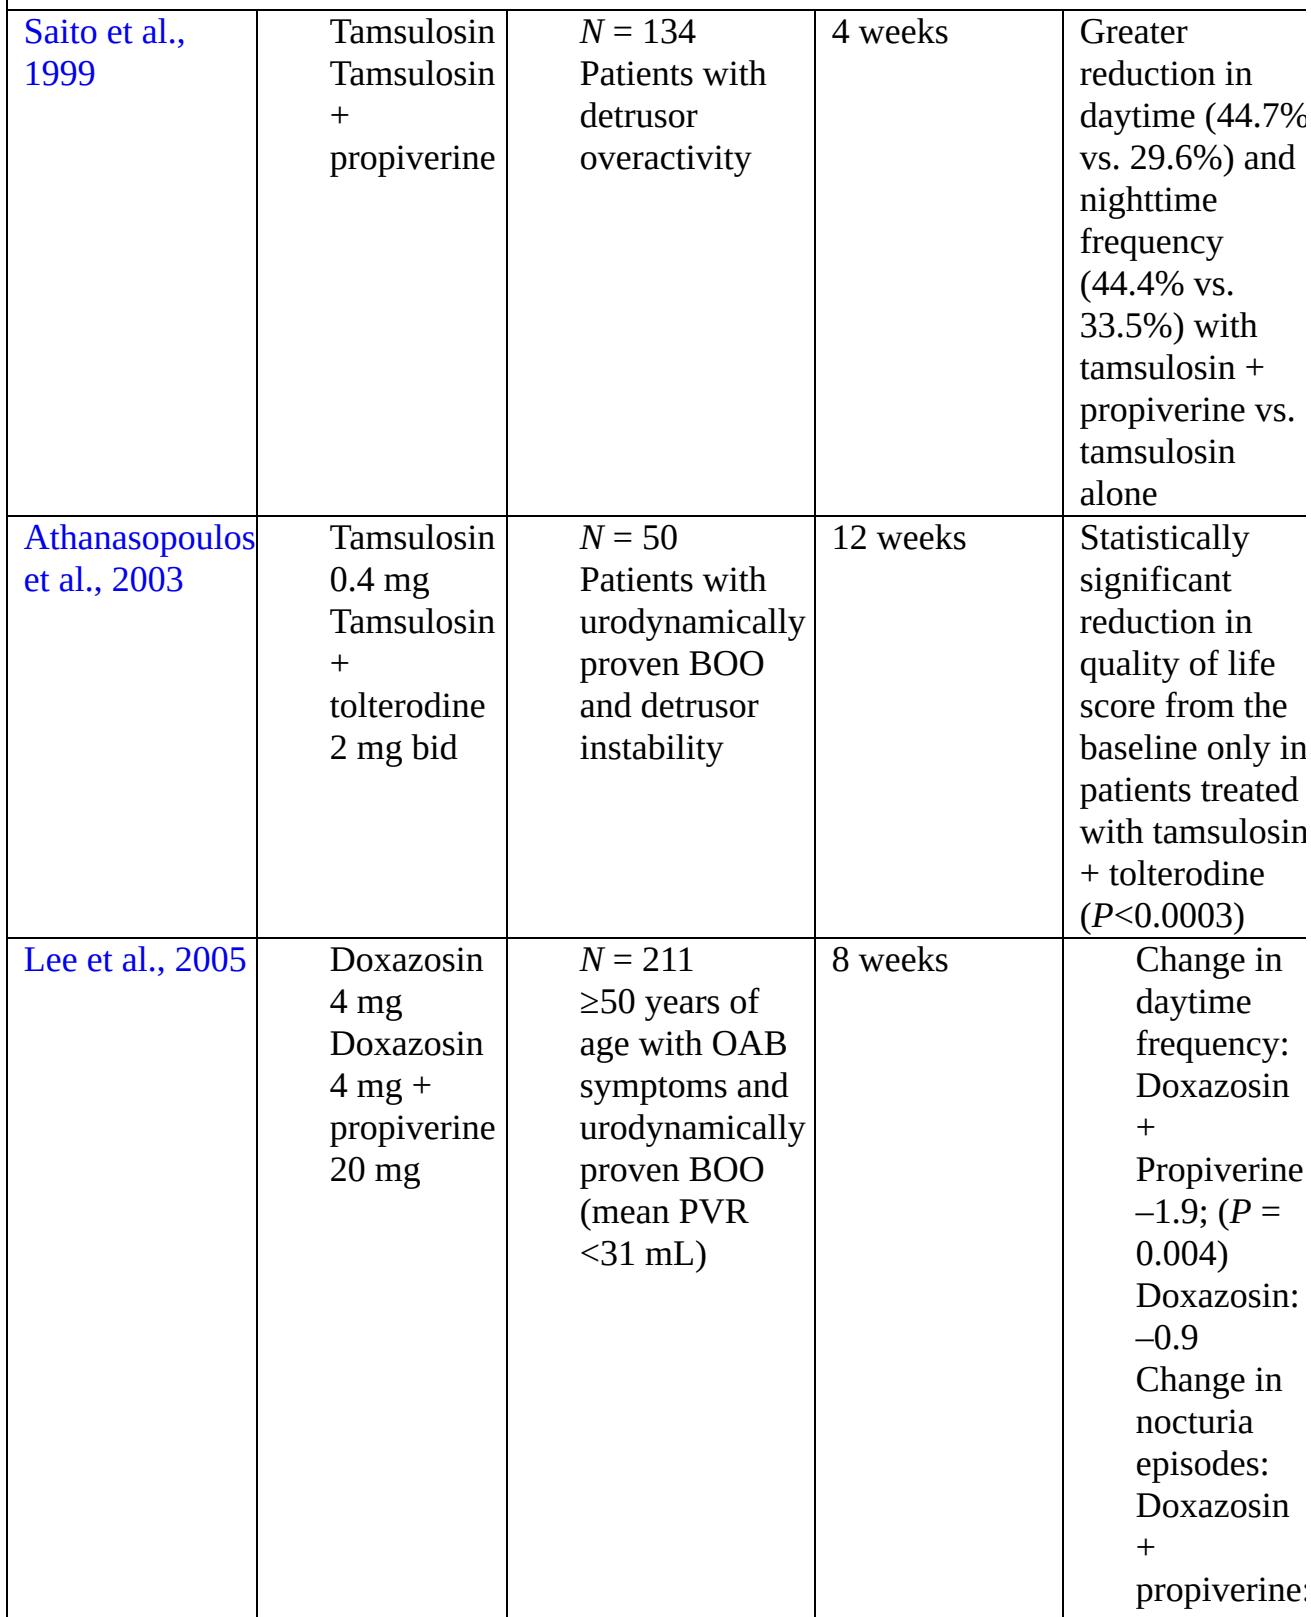 Saito et al.,
1999
Tamsulosin
Tamsulosin
+
propiverine
N = 134
Patients with
detrusor
overactivity
4 weeks
Greater
reduction in
daytime (44.7%
vs. 29.6%) and
nighttime
frequency
(44.4% vs.
33.5%) with
tamsulosin +
propiverine vs.
tamsulosin
alone
Athanasopoulos
et al., 2003
Tamsulosin
0.4 mg
Tamsulosin
+
tolterodine
2 mg bid
N = 50
Patients with
urodynamically
proven BOO
and detrusor
instability
12 weeks
Statistically
significant
reduction in
quality of life
score from the
baseline only in
patients treated
with tamsulosin
+ tolterodine
(P<0.0003)
Lee et al., 2005
Doxazosin
4 mg
Doxazosin
4 mg +
propiverine
20 mg
N = 211
≥50 years of
age with OAB
symptoms and
urodynamically
proven BOO
(mean PVR
<31 mL)
8 weeks
Change in
daytime
frequency:
Doxazosin
+
Propiverine
–1.9; (P =
0.004)
Doxazosin:
–0.9
Change in
nocturia
episodes:
Doxazosin
+
propiverine: